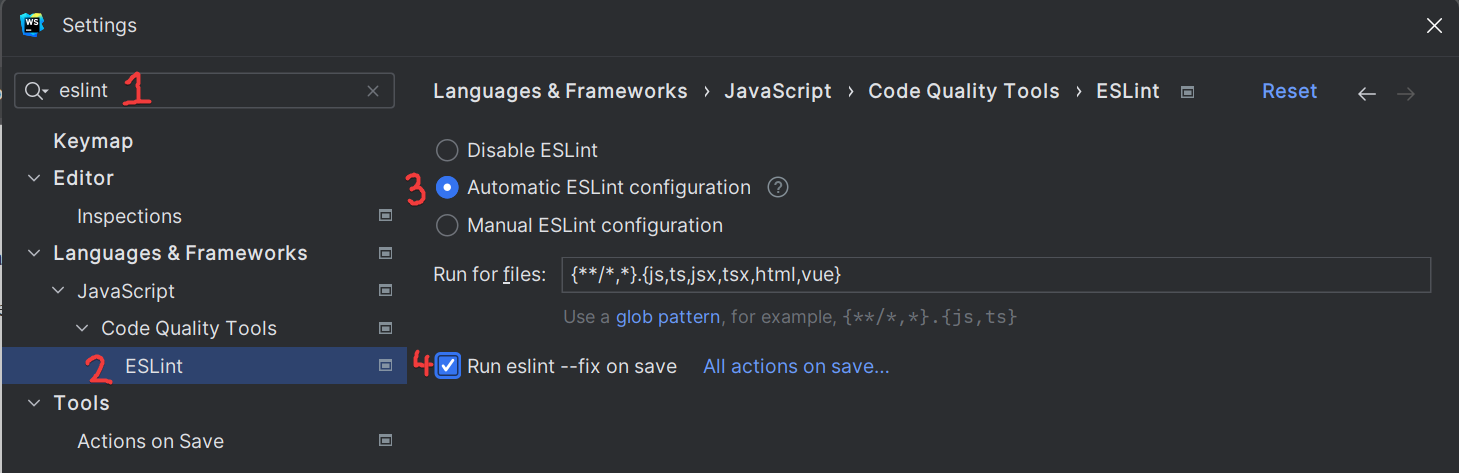 WS
Settings
eslint 1
Keymap
Editor
Inspections
Languages & Frameworks
JavaScript
Code Quality Tools
2 ESLint
Tools
Actions on Save
Languages & Frameworks › JavaScript › Code Quality Tools › ESLint Reset
Disable ESLint
3 Automatic ESLint configuration ?
Manual ESLint configuration
Run for files: {**/*,*}.{js,ts,jsx,tsx,html,vue}
Use a glob pattern, for example, {**/*,*}.{js,ts}
4 Run eslint --fix on save All actions on save...